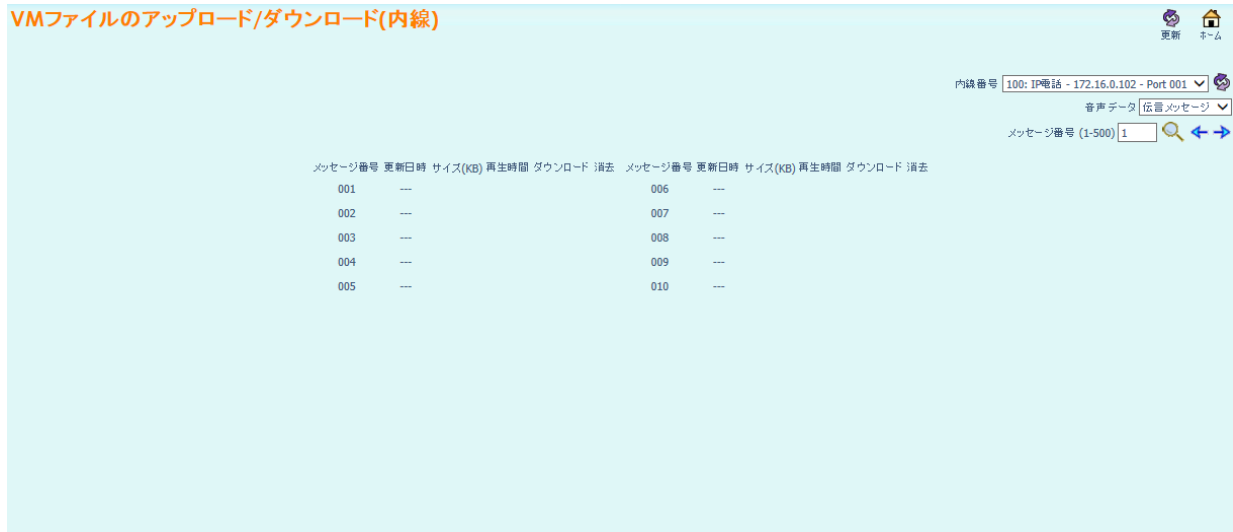 VMファイルのアップロード/ダウンロード(内線)
更新 ホーム
内線番号 100: IP電話 - 172.16.0.102 - Port 001
音声データ 伝言メッセージ
メッセージ番号 (1-500) 1
メッセージ番号 更新日時 サイズ(KB) 再生時間 ダウンロード 消去 メッセージ番号 更新日時 サイズ(KB) 再生時間 ダウンロード 消去
001 --- 006 ---
002 --- 007 ---
003 --- 008 ---
004 --- 009 ---
005 --- 010 ---